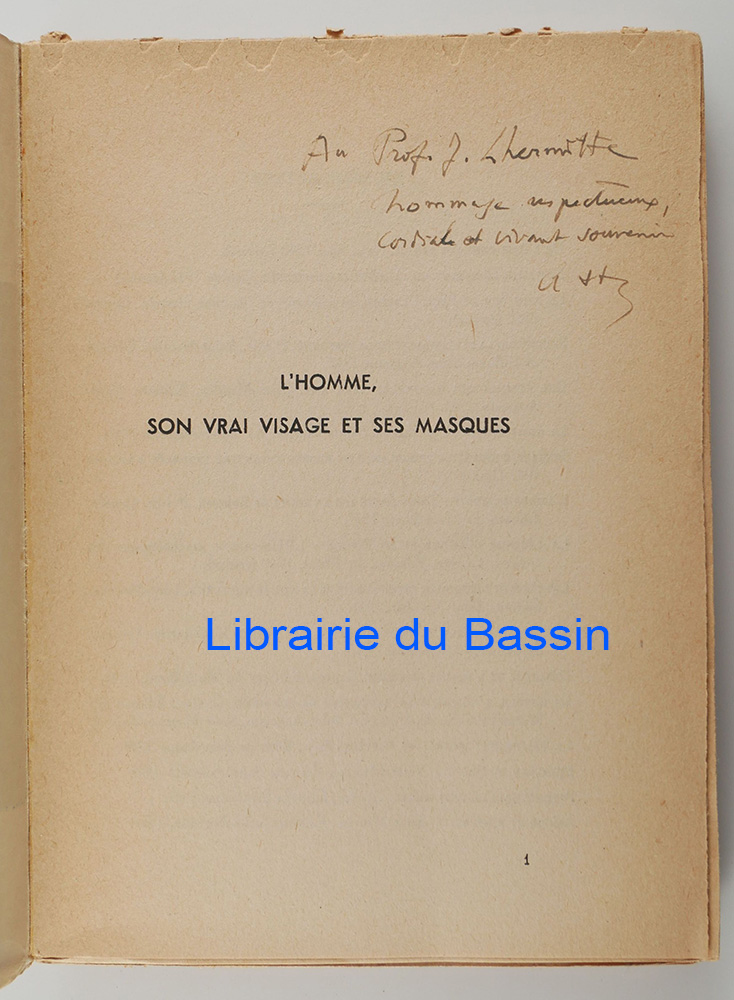 Au Prof. J. Lhermitte
hommage respectueux,
cordial et vivant souvenir
L'HOMME,
SON VRAI VISAGE ET SES MASQUES
Librairie du Bassin
1